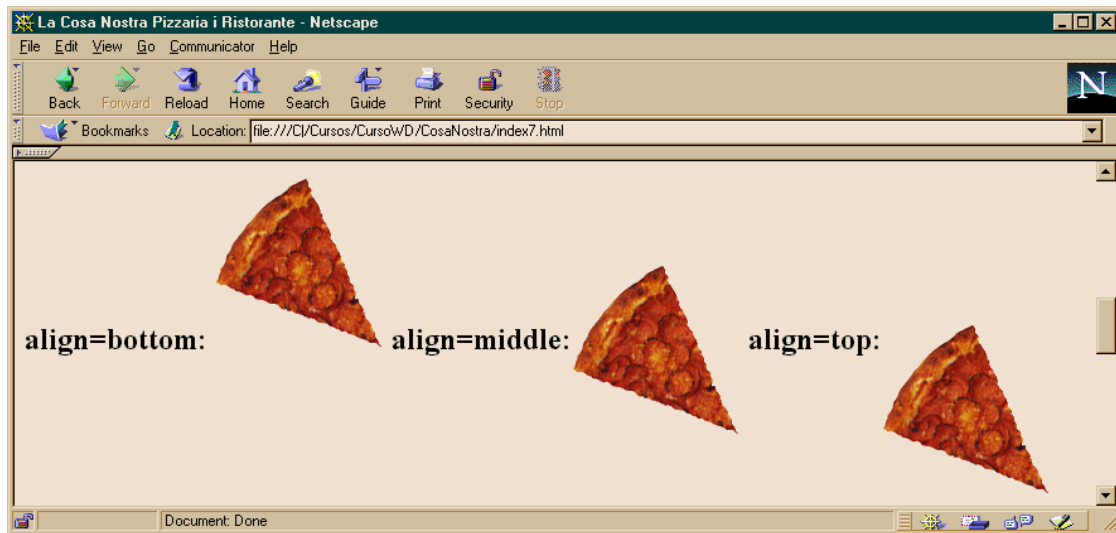 La Cosa Nostra Pizzaria i Ristorante - Netscape
File Edit View Go Communicator Help
Back Forward Reload Home Search Guide Print Security Stop
N
Bookmarks Location: file:///C|/Cursos/CursoWD/CosaNostra/index7.html
align=bottom: align=middle: align=top:
Document: Done